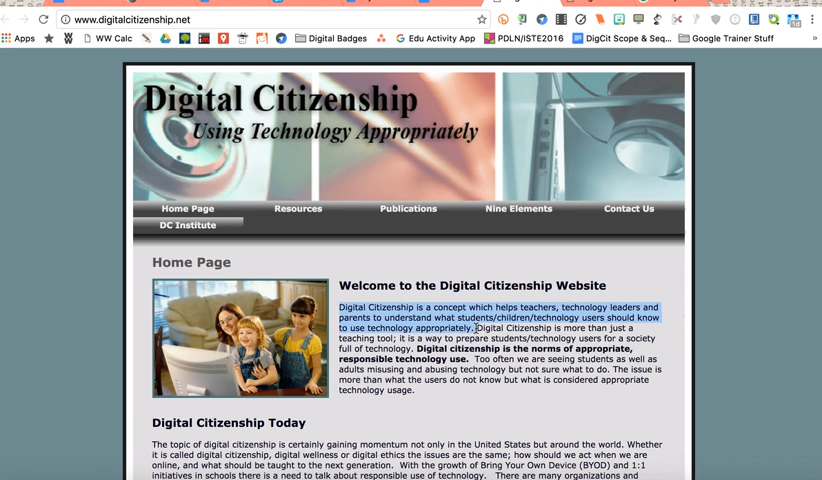 www.digitalcitizenship.net
Apps WW Calc Digital Badges Edu Activity App PDLN/ISTE2016 DigCit Scope & Seq... Google Trainer Stuff »
Digital Citizenship
Using Technology Appropriately
Home Page Resources Publications Nine Elements Contact Us
DC Institute
Home Page
Welcome to the Digital Citizenship Website
Digital Citizenship is a concept which helps teachers, technology leaders and
parents to understand what students/children/technology users should know
to use technology appropriately. Digital Citizenship is more than just a
teaching tool; it is a way to prepare students/technology users for a society
full of technology. Digital citizenship is the norms of appropriate,
responsible technology use. Too often we are seeing students as well as
adults misusing and abusing technology but not sure what to do. The issue is
more than what the users do not know but what is considered appropriate
technology usage.
Digital Citizenship Today
The topic of digital citizenship is certainly gaining momentum not only in the United States but around the world. Whether
it is called digital citizenship, digital wellness or digital ethics the issues are the same; how should we act when we are
online, and what should be taught to the next generation. With the growth of Bring Your Own Device (BYOD) and 1:1
initiatives in schools there is a need to talk about responsible use of technology. There are many organizations and